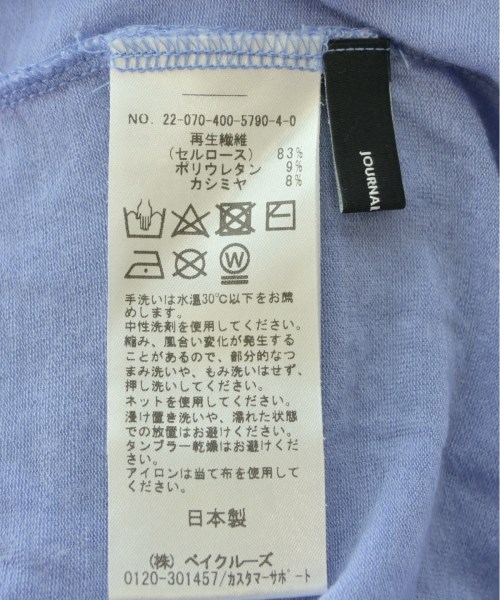 NO. 22-070-400-5790-4-0
再生繊維
(セルロース) 83%
ポリウレタン 9%
カシミヤ 8%
W
手洗いは水温30℃以下をお薦
めします。
中性洗剤を使用してください。
縮み、風合い変化が発生する
ことがあるので、部分的なつ
まみ洗いや、もみ洗いはせず、
押し洗いしてください。
ネットを使用してください。
浸け置き洗いや、濡れた状態
での放置はお避けください。
タンブラー乾燥はお避けくだ
さい。
アイロンは当て布を使用して
ください。
日本製
(株) ベイクルーズ
0120-301457/カスタマーサポート
JOURNAL